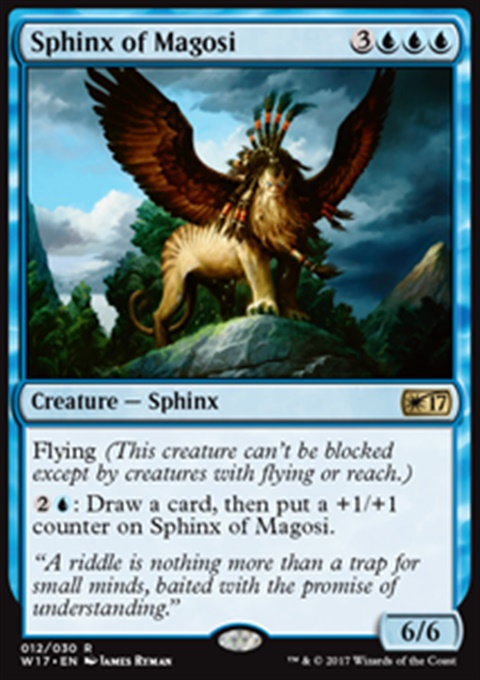 Sphinx of Magosi 3
Creature — Sphinx
17
Flying (This creature can't be blocked
except by creatures with flying or reach.)
2 : Draw a card, then put a +1/+1
counter on Sphinx of Magosi.
“A riddle is nothing more than a trap for
small minds, baited with the promise of
understanding.”
6/6
012/030 R
W17 • EN James Ryman
™ & © 2017 Wizards of the Coast